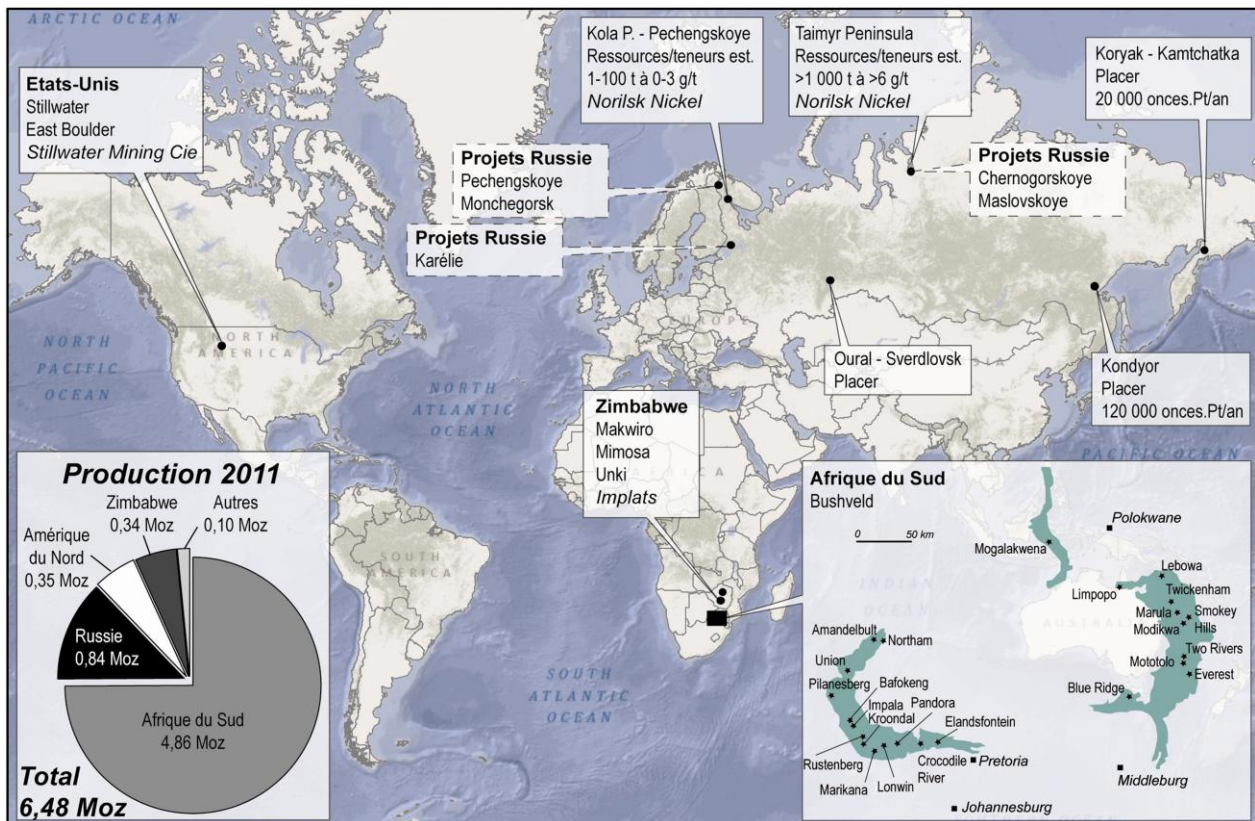 ARCTIC OCEAN
ARCTIC OCEAN
Etats-Unis
Stillwater
East Boulder
Stillwater Mining Cie
Kola P. - Pechengskoye
Ressources/teneurs est.
1-100 t à 0-3 g/t
Norilsk Nickel
Taimyr Peninsula
Ressources/teneurs est.
>1 000 t à >6 g/t
Norilsk Nickel
Koryak - Kamtchatka
Placer
20 000 onces.Pt/an
Projets Russie
Pechengskoye
Monchegorsk
Projets Russie
Chernogorskoye
Maslovskoye
Projets Russie
Karélie
NORTH
PACIFIC
OCEAN
NORTH
AMERICA
NORTH
ATLANTIC
OCEAN
EUROPE
ASIA
Oural - Sverdlovsk
Placer
Kondyor
Placer
120 000 onces.Pt/an
Zimbabwe
Makwiro
Mimosa
Unki
Implats
AFRICA
PACIFIC OCEAN
SOUTH
AMERICA
SOUTH
ATLANTIC
OCEAN
INDIAN
OCEAN
AUSTRALIA
Production 2011
Zimbabwe
0,34 Moz
Autres
0,10 Moz
Amérique
du Nord
0,35 Moz
Russie
0,84 Moz
Afrique du Sud
4,86 Moz
Total
6,48 Moz
Afrique du Sud
Bushveld
0 50 km
Polokwane
Mogalakwena
Lebowa
Limpopo
Twickenham
Marula
Smokey
Hills
Modikwa
Two Rivers
Mototolo
Everest
Blue Ridge
Amandelbult
Northam
Union
Pilanesberg
Bafokeng
Impala
Kroondal
Pandora
Elandsfontein
Rustenberg
Crocodile
River
Pretoria
Marikana
Lonwin
Middleburg
Johannesburg